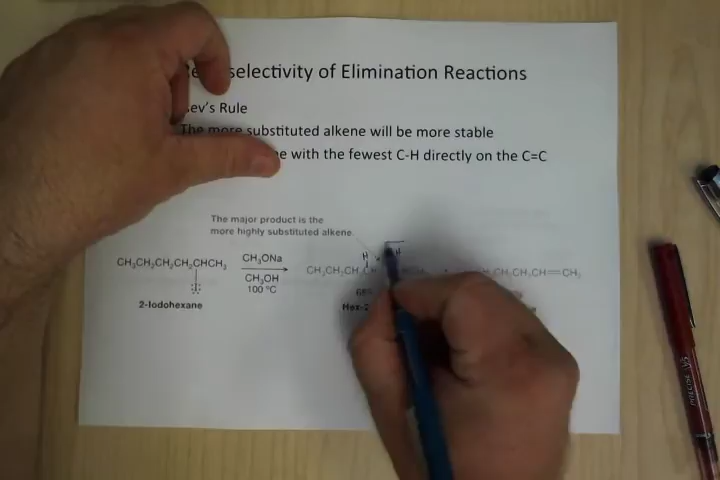 selectivity of Elimination Reactions
ev's Rule
The more substituted alkene will be more stable
with the fewest C-H directly on the C=C
The major product is the
more highly substituted alkene.
CH₃CH₂CH₂CH₂CHCH₃
I
2-Iodohexane
CH₃ONa
CH₃OH
100 °C
H
H
CH₃CH₂CH₂CH
CH₂CH₂CH=CH₂